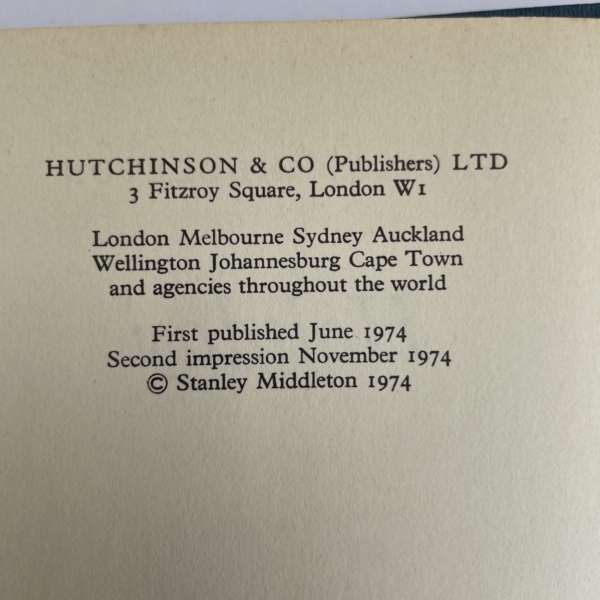 HUTCHINSON & CO (Publishers) LTD
3 Fitzroy Square, London W1
London Melbourne Sydney Auckland
Wellington Johannesburg Cape Town
and agencies throughout the world
First published June 1974
Second impression November 1974
© Stanley Middleton 1974